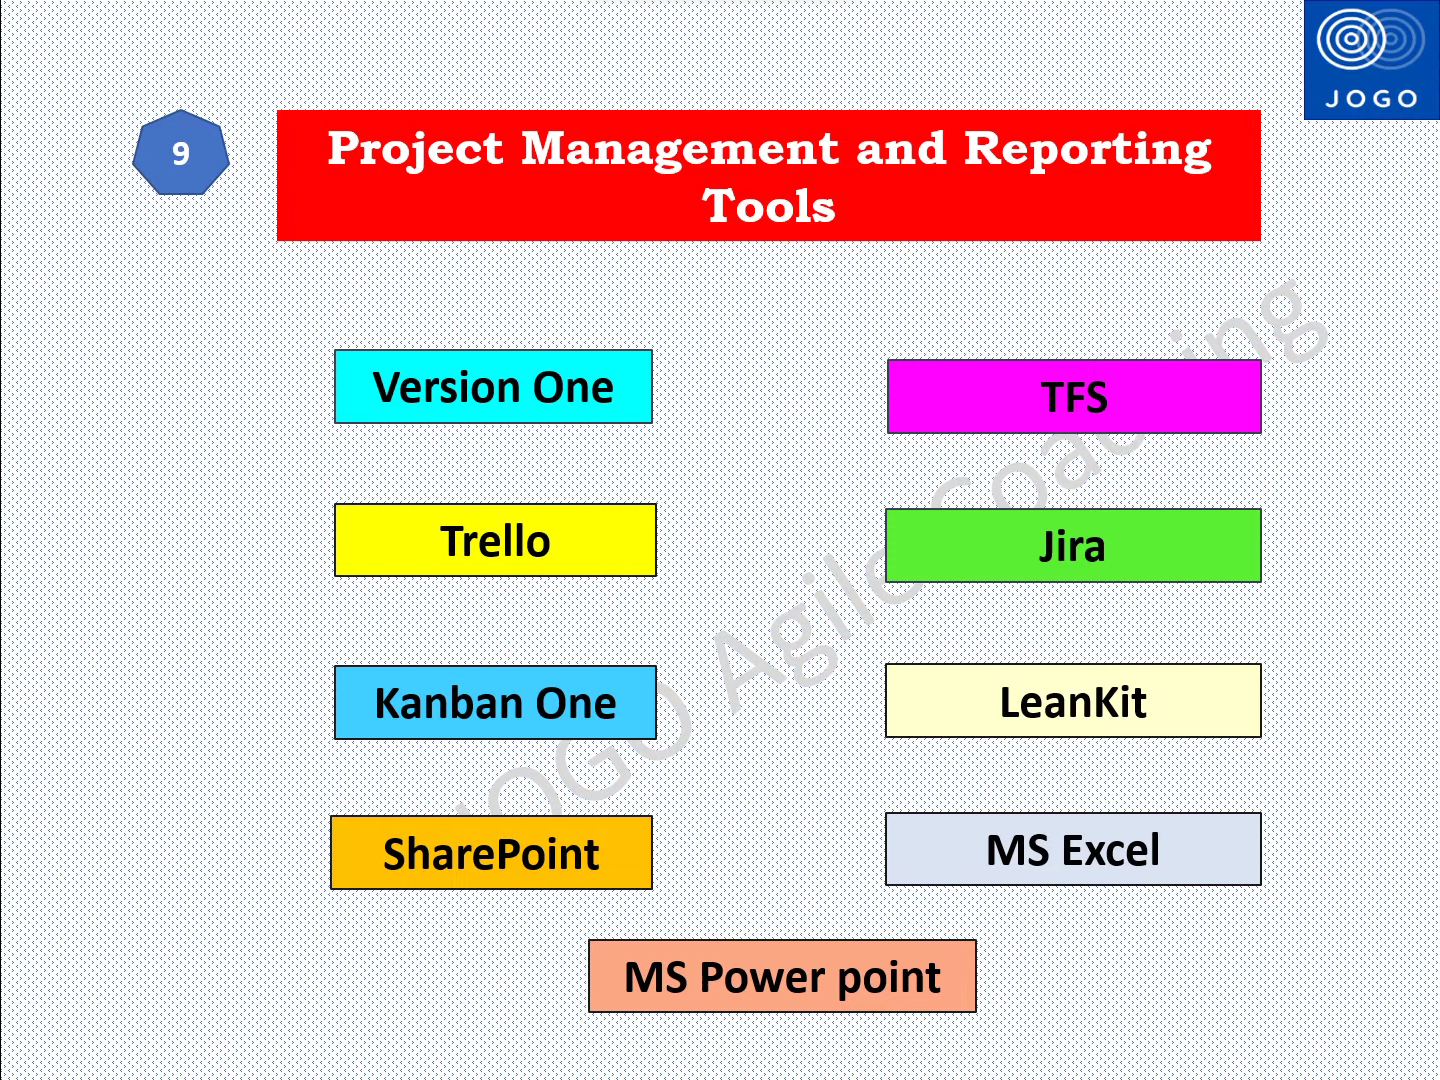 JOGO
9
Project Management and Reporting
Tools
Version One
TFS
Trello
Jira
Kanban One
LeanKit
SharePoint
MS Excel
MS Power point
JOGO Agile Coaching